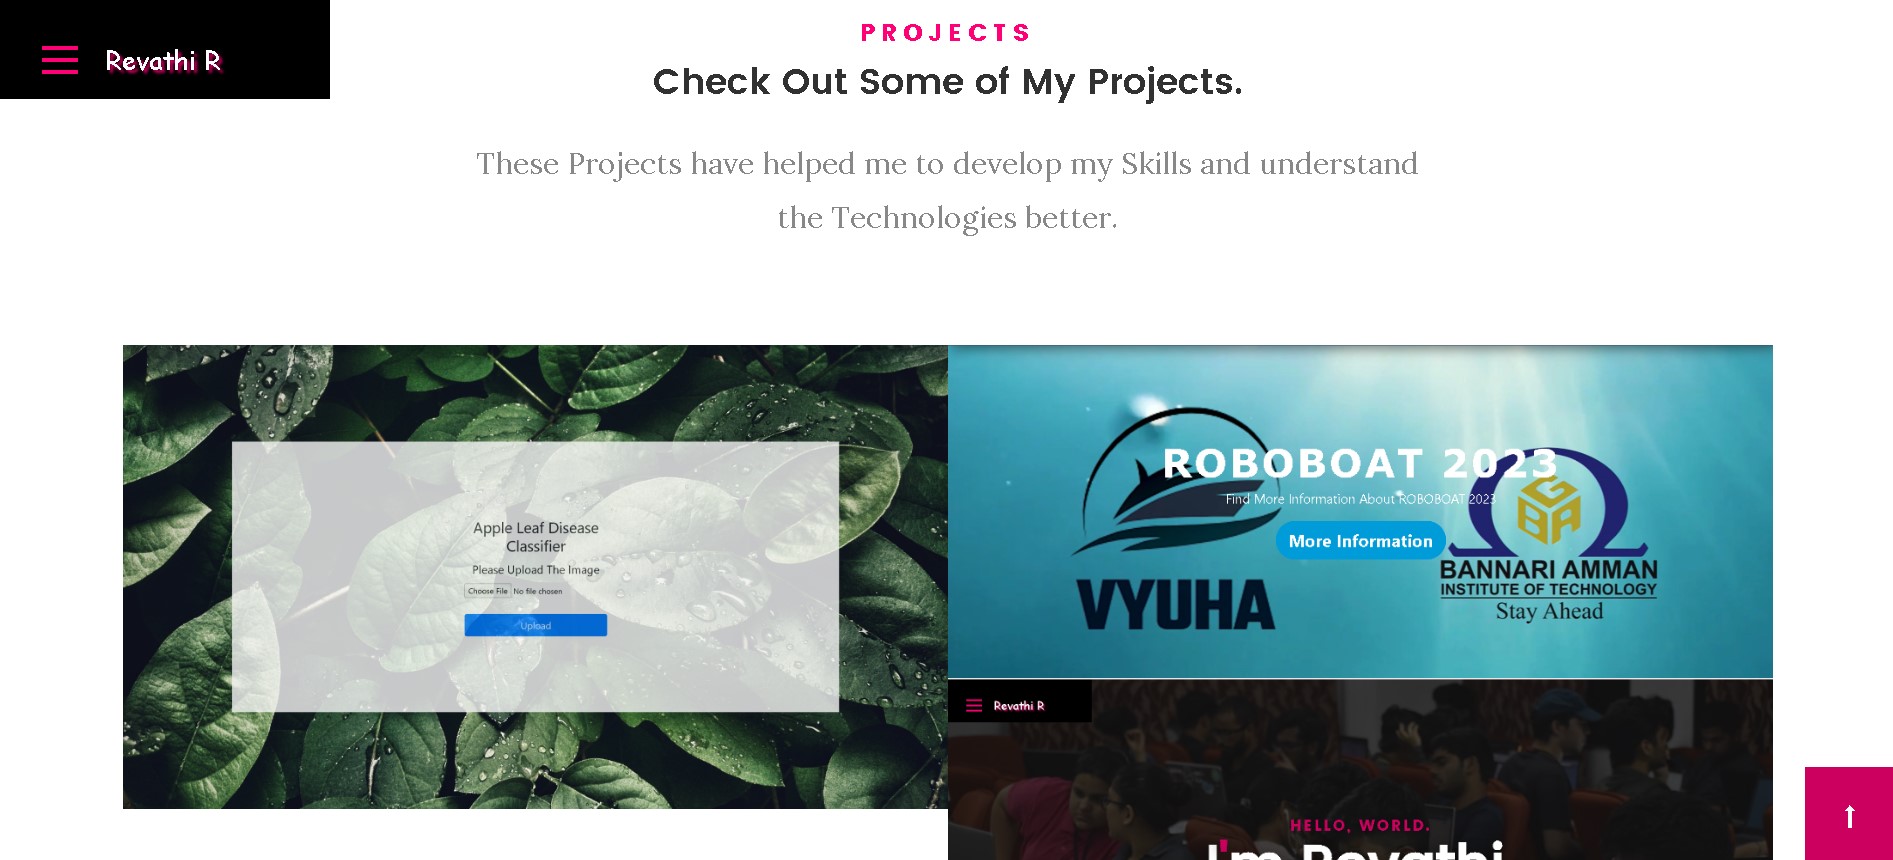 Revathi R
PROJECTS
Check Out Some of My Projects.
These Projects have helped me to develop my Skills and understand
the Technologies better.
Apple Leaf Disease
Classifier
Please Upload The Image
Choose File No file chosen
Upload
ROBOBOAT 2023
Find More Information About ROBOBOAT 2023
More Information
VYUHA
GBA
BANNARI AMMAN
INSTITUTE OF TECHNOLOGY
Stay Ahead
Revathi R
HELLO, WORLD.
I'm Revathi